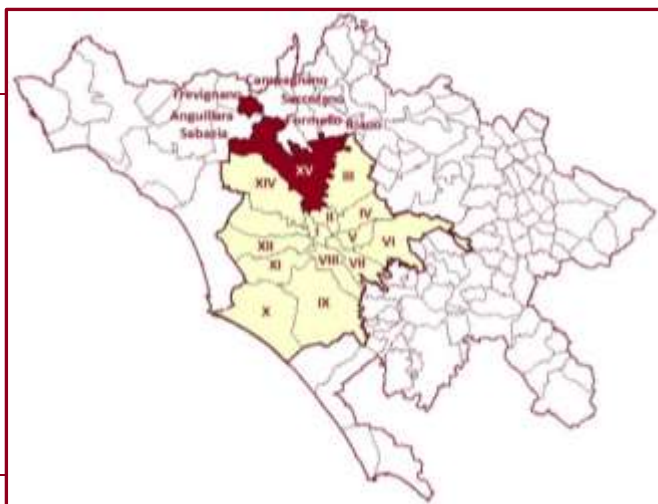 Campagnano
Trevignano
Sacrofano
Anguillara
Formello
Riano
Sabazia
XV
XIV
III
II
IV
I
V
VI
XII
XI
VIII
VII
X
IX